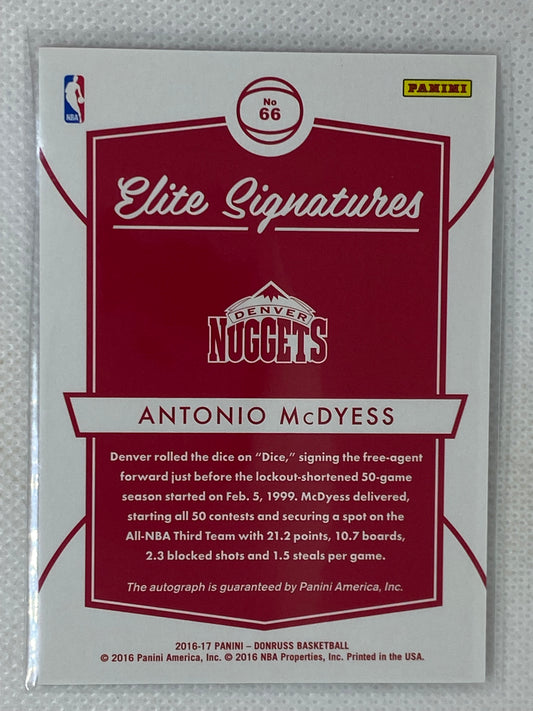 NBA
No
66
PANINI
Elite Signatures
DENVER
NUGGETS
ANTONIO McDYESS
Denver rolled the dice on “Dice,” signing the free-agent
forward just before the lockout-shortened 50-game
season started on Feb. 5, 1999. McDyess delivered,
starting all 50 contests and securing a spot on the
All-NBA Third Team with 21.2 points, 10.7 boards,
2.3 blocked shots and 1.5 steals per game.
The autograph is guaranteed by Panini America, Inc.
2016-17 PANINI – DONRUSS BASKETBALL
© 2016 Panini America, Inc. © 2016 NBA Properties, Inc. Printed in the USA.